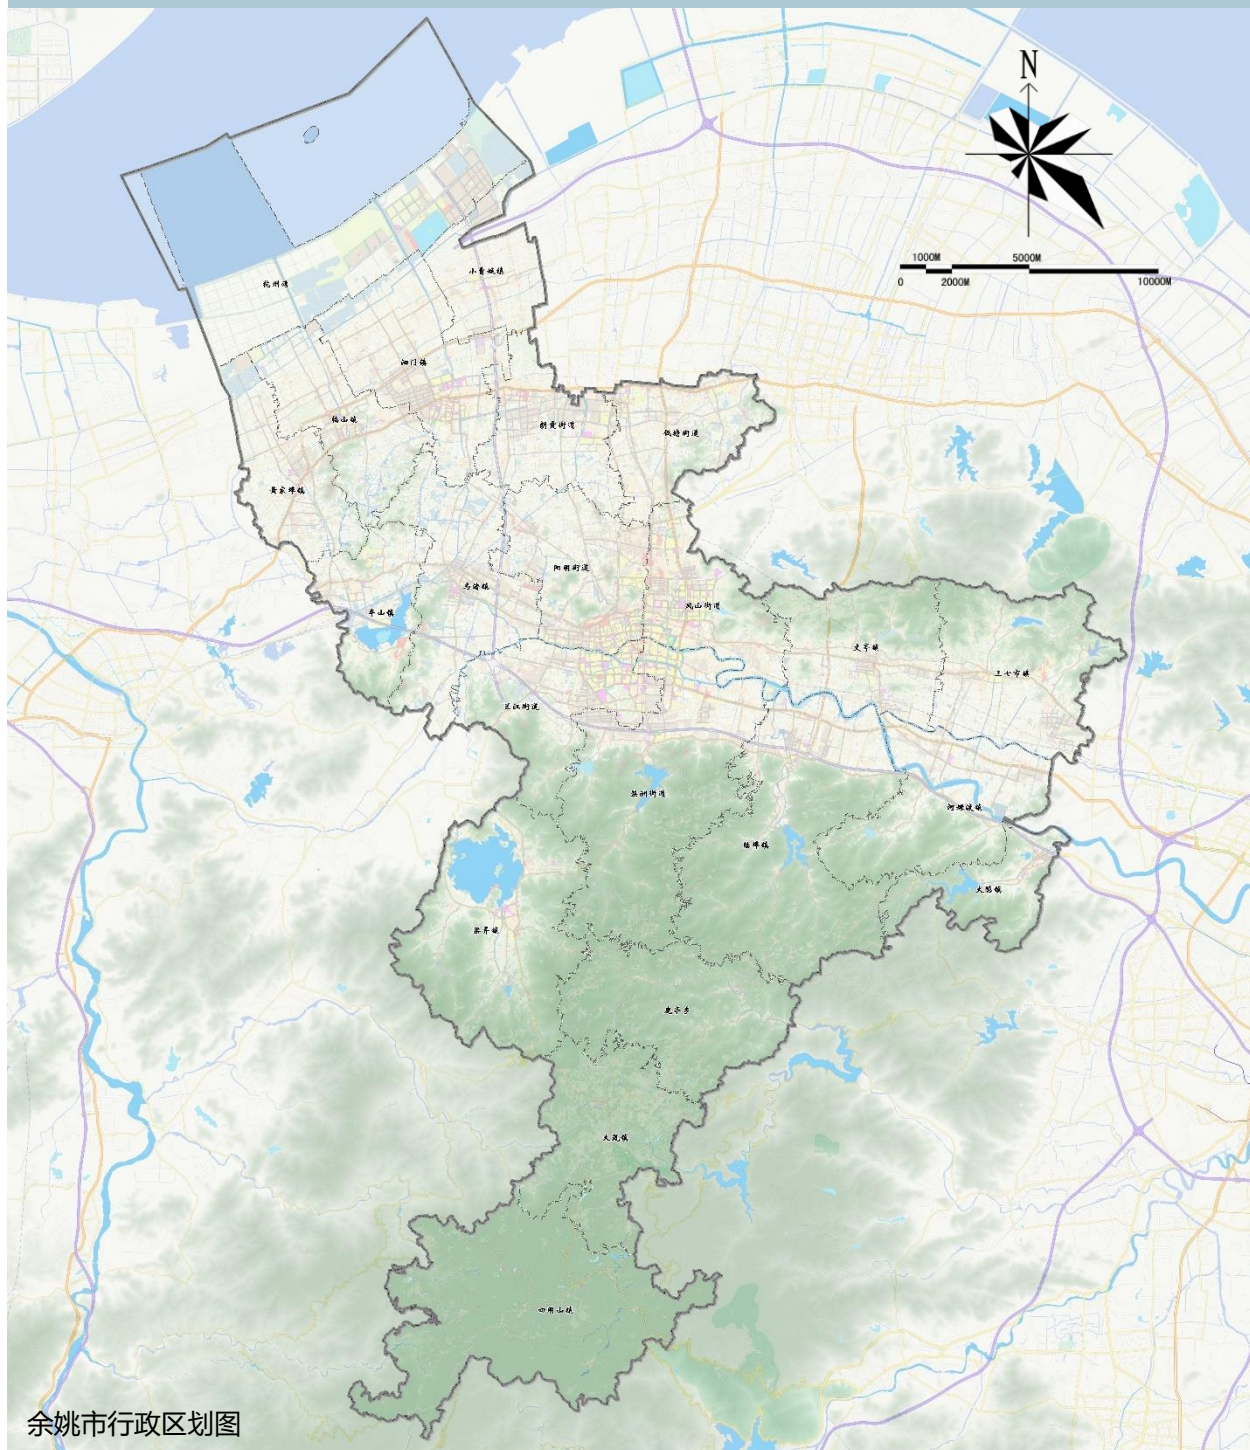 N
1000M
5000M
0
2000M
10000M
杭州湾
小曹娥镇
泗门镇
临山镇
朗霞街道
低塘街道
黄家埠镇
阳明街道
马渚镇
凤山街道
牟山镇
丈亭镇
三七市镇
兰江街道
梨洲街道
河姆渡镇
陆埠镇
大隐镇
梁弄镇
鹿亭乡
大岚镇
四明山镇
余姚市行政区划图